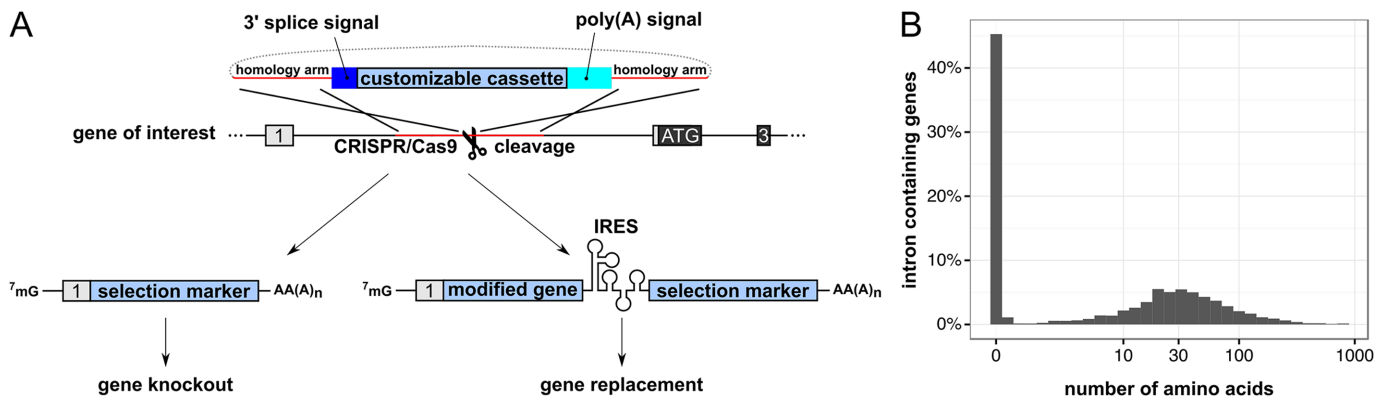 A
3' splice signal
poly(A) signal
homology arm
customizable cassette
homology arm
gene of interest
...
1
CRISPR/Cas9
cleavage
ATG
3
...
IRES
7mG
1
selection marker
AA(A)n
7mG
1
modified gene
selection marker
AA(A)n
gene knockout
gene replacement
B
intron containing genes
40%
30%
20%
10%
0%
0
10
30
100
1000
number of amino acids